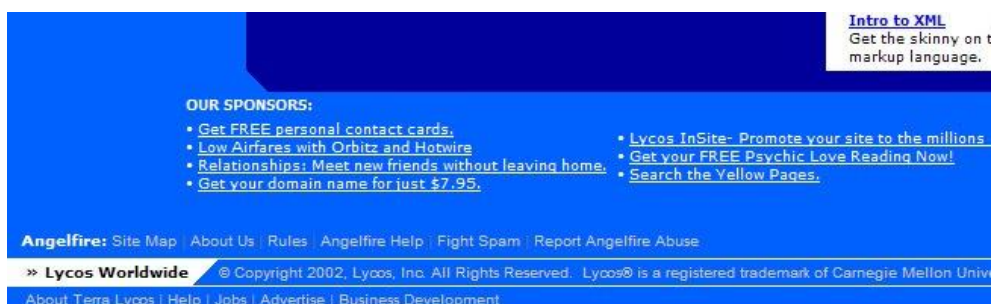 Intro to XML
Get the skinny on
markup language.
OUR SPONSORS:
• Get FREE personal contact cards.
• Low Airfares with Orbitz and Hotwire
• Relationships: Meet new friends without leaving home.
• Get your domain name for just $7.95.
• Lycos InSite- Promote your site to the millions
• Get your FREE Psychic Love Reading Now!
• Search the Yellow Pages.
Angelfire: Site Map | About Us | Rules | Angelfire Help | Fight Spam | Report Angelfire Abuse
» Lycos Worldwide © Copyright 2002, Lycos, Inc. All Rights Reserved. Lycos® is a registered trademark of Carnegie Mellon
About Terra Lycos | Help | Jobs | Advertise | Business Development